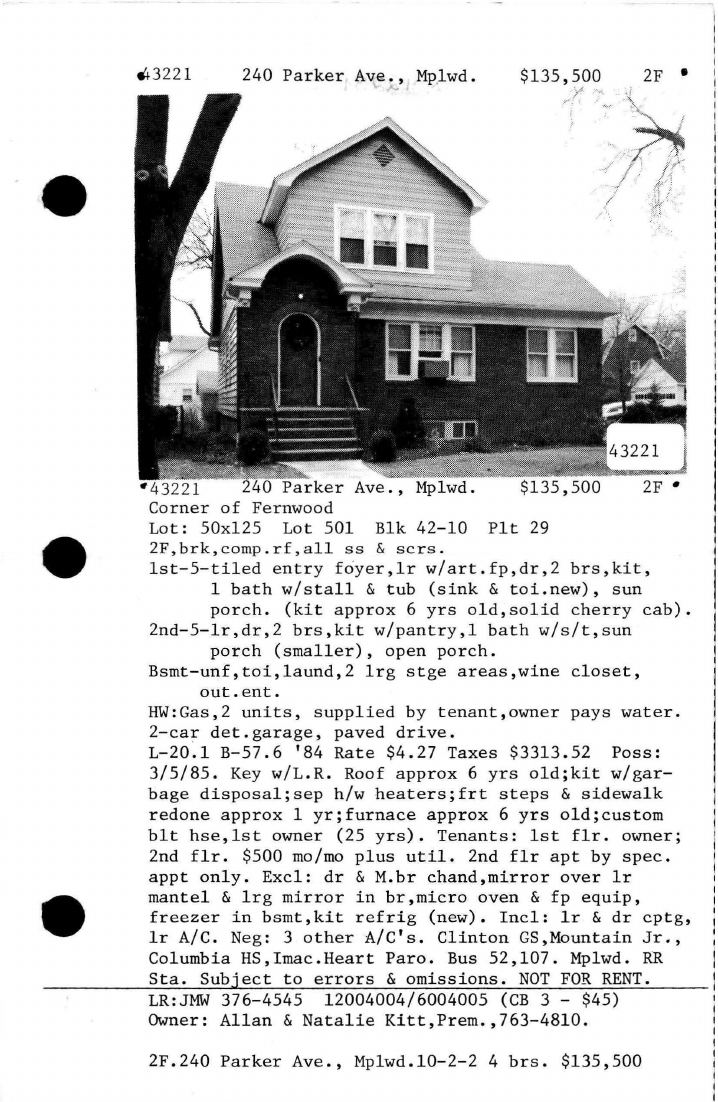 43221 240 Parker Ave., Mplwd. $135,500 2F
43221
43221 240 Parker Ave., Mplwd. $135,500 2F
Corner of Fernwood
Lot: 50x125 Lot 501 Blk 42-10 Plt 29
2F,brk,comp.rf,all ss & scrs.
1st-5-tiled entry foyer,lr w/art.fp,dr,2 brs,kit,
1 bath w/stall & tub (sink & toi.new), sun
porch. (kit approx 6 yrs old,solid cherry cab).
2nd-5-lr,dr,2 brs,kit w/pantry,1 bath w/s/t,sun
porch (smaller), open porch.
Bsmt-unf,toi,laund,2 lrg stge areas,wine closet,
out.ent.
HW:Gas,2 units, supplied by tenant,owner pays water.
2-car det.garage, paved drive.
L-20.1 B-57.6 '84 Rate $4.27 Taxes $3313.52 Poss:
3/5/85. Key w/L.R. Roof approx 6 yrs old;kit w/gar-
bage disposal;sep h/w heaters;frt steps & sidewalk
redone approx 1 yr;furnace approx 6 yrs old;custom
blt hse,1st owner (25 yrs). Tenants: 1st flr. owner;
2nd flr. $500 mo/mo plus util. 2nd flr apt by spec.
appt only. Excl: dr & M.br chand,mirror over lr
mantel & lrg mirror in br,micro oven & fp equip,
freezer in bsmt,kit refrig (new). Incl: lr & dr cptg,
lr A/C. Neg: 3 other A/C's. Clinton GS,Mountain Jr.,
Columbia HS,Imac.Heart Paro. Bus 52,107. Mplwd. RR
Sta. Subject to errors & omissions. NOT FOR RENT.
LR:JMW 376-4545 12004004/6004005 (CB 3 - $45)
Owner: Allan & Natalie Kitt,Prem.,763-4810.
2F.240 Parker Ave., Mplwd.10-2-2 4 brs. $135,500